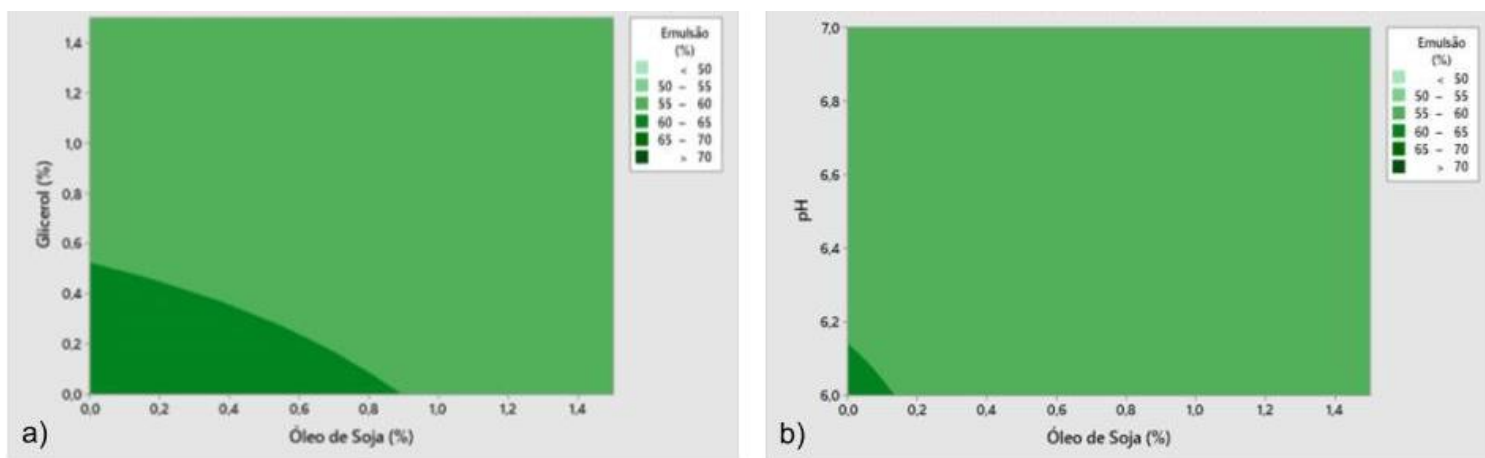 Emulsão
(%)
< 50
50 – 55
55 – 60
60 – 65
65 – 70
> 70
1,4
1,2
1,0
0,8
0,6
0,4
0,2
0,0
Glicerol (%)
0,0 0,2 0,4 0,6 0,8 1,0 1,2 1,4
Óleo de Soja (%)
a)
Emulsão
(%)
< 50
50 – 55
55 – 60
60 – 65
65 – 70
> 70
7,0
6,8
6,6
6,4
6,2
6,0
pH
0,0 0,2 0,4 0,6 0,8 1,0 1,2 1,4
Óleo de Soja (%)
b)